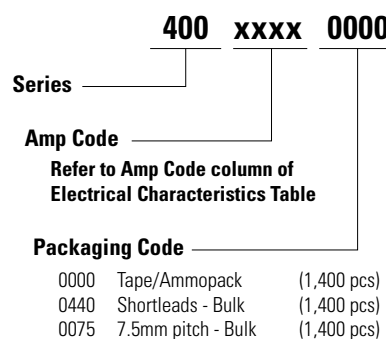 400 xxxx 0000
Series
Amp Code
Refer to Amp Code column of
Electrical Characteristics Table
Packaging Code
0000 Tape/Ammopack (1,400 pcs)
0440 Shortleads - Bulk (1,400 pcs)
0075 7.5mm pitch - Bulk (1,400 pcs)